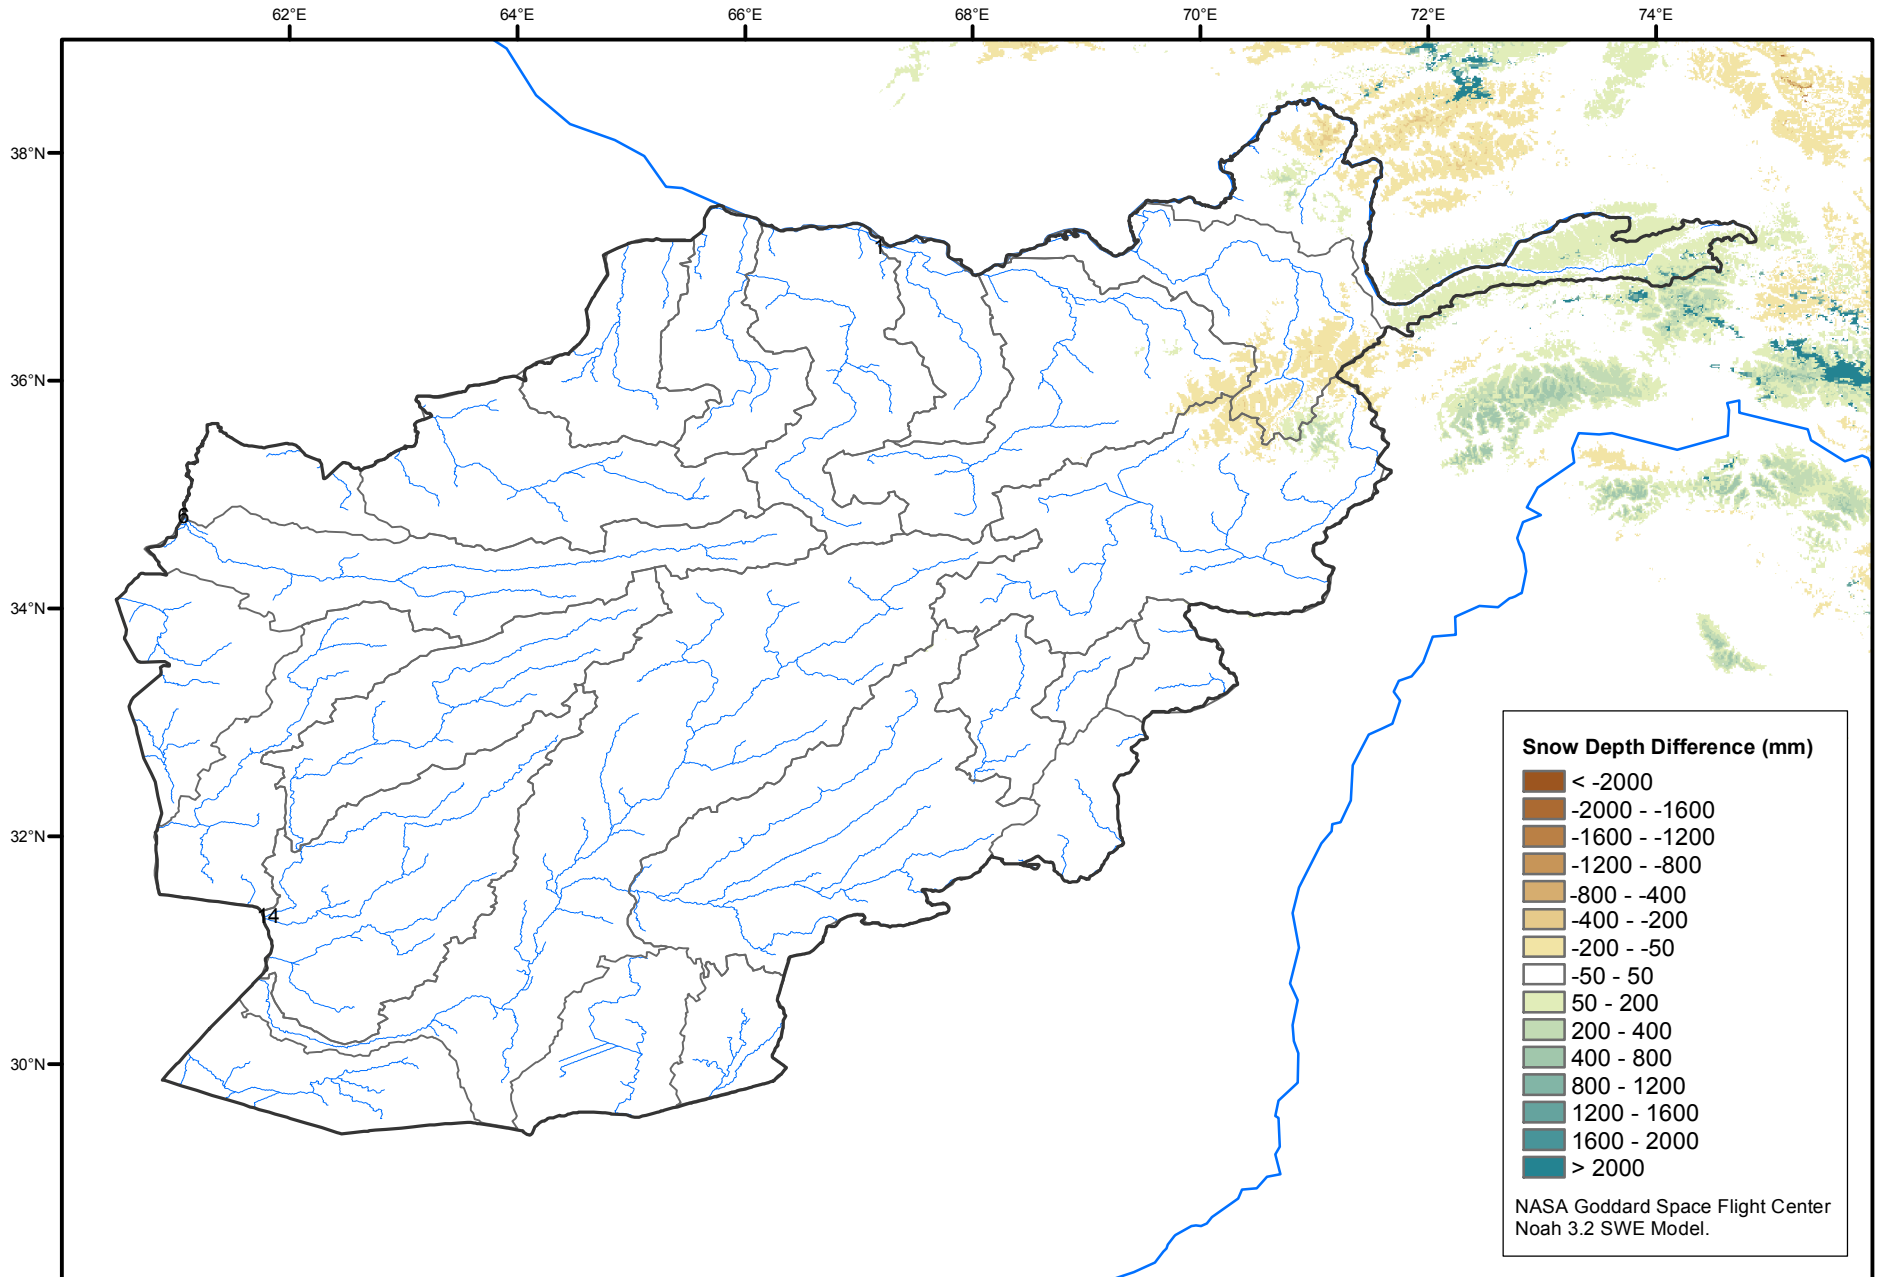 62°E
64°E
66°E
68°E
70°E
72°E
74°E
38°N
36°N
34°N
32°N
30°N
1
6
14
Snow Depth Difference (mm)
< -2000
-2000 - -1600
-1600 - -1200
-1200 - -800
-800 - -400
-400 - -200
-200 - -50
-50 - 50
50 - 200
200 - 400
400 - 800
800 - 1200
1200 - 1600
1600 - 2000
> 2000
NASA Goddard Space Flight Center
Noah 3.2 SWE Model.